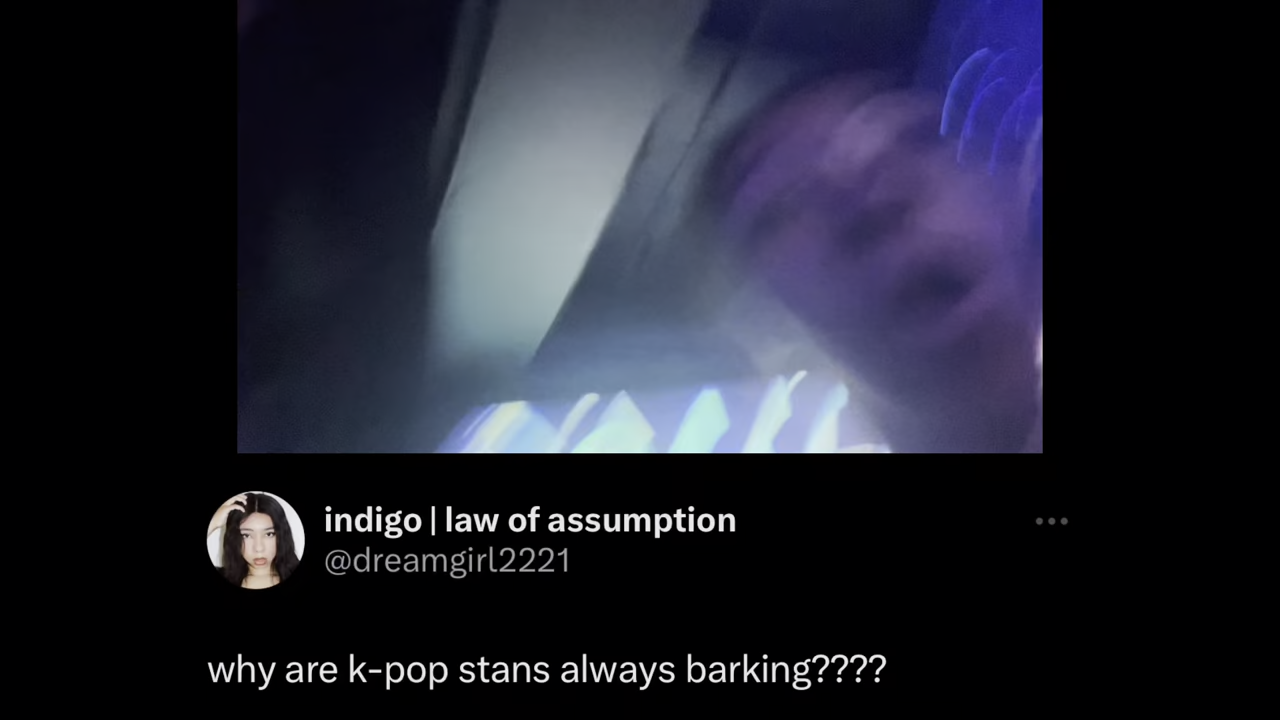 indigo | law of assumption
@dreamgirl2221
why are k-pop stans always barking????